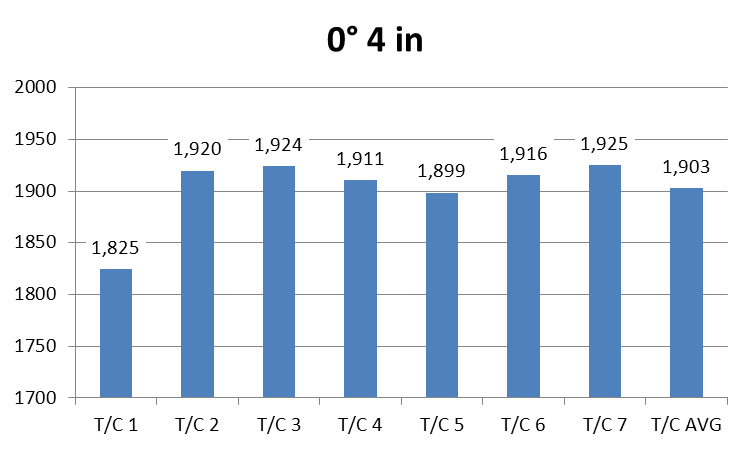 0° 4 in
2000
1950
1900
1850
1800
1750
1700
1,825
1,920
1,924
1,911
1,899
1,916
1,925
1,903
T/C 1
T/C 2
T/C 3
T/C 4
T/C 5
T/C 6
T/C 7
T/C AVG